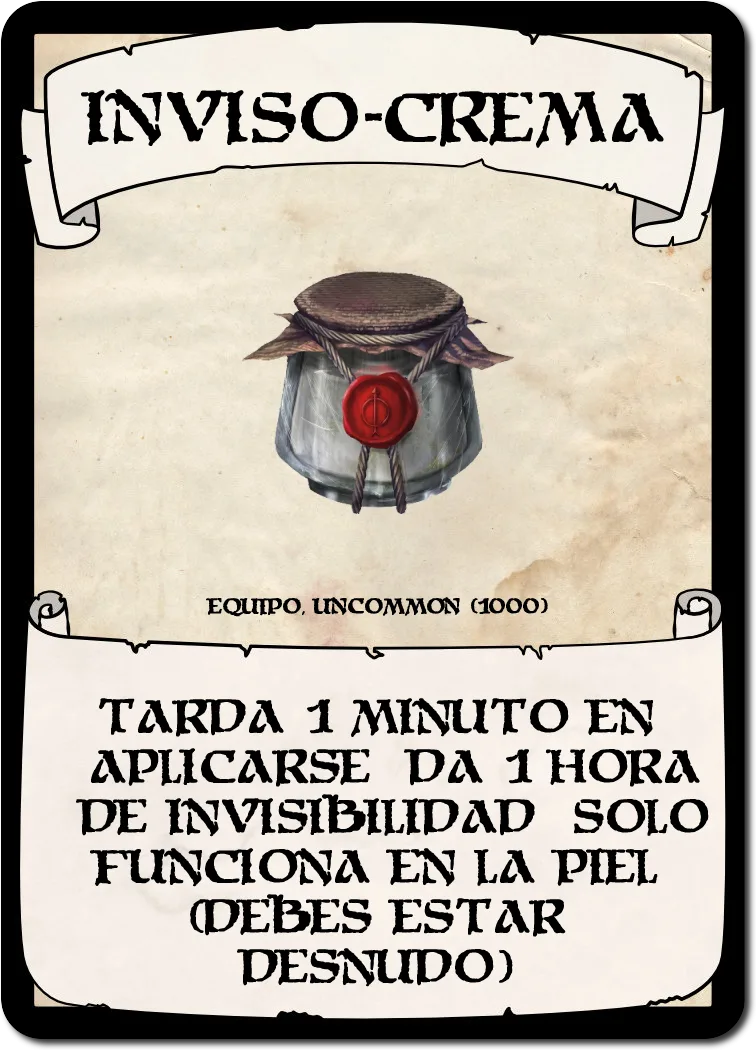 INVISO-CREMA
EQUIPO, UNCOMMON (1000)
TARDA 1 MINUTO EN
APLICARSE DA 1 HORA
DE INVISIBILIDAD SOLO
FUNCIONA EN LA PIEL
(DEBES ESTAR
DESNUDO)